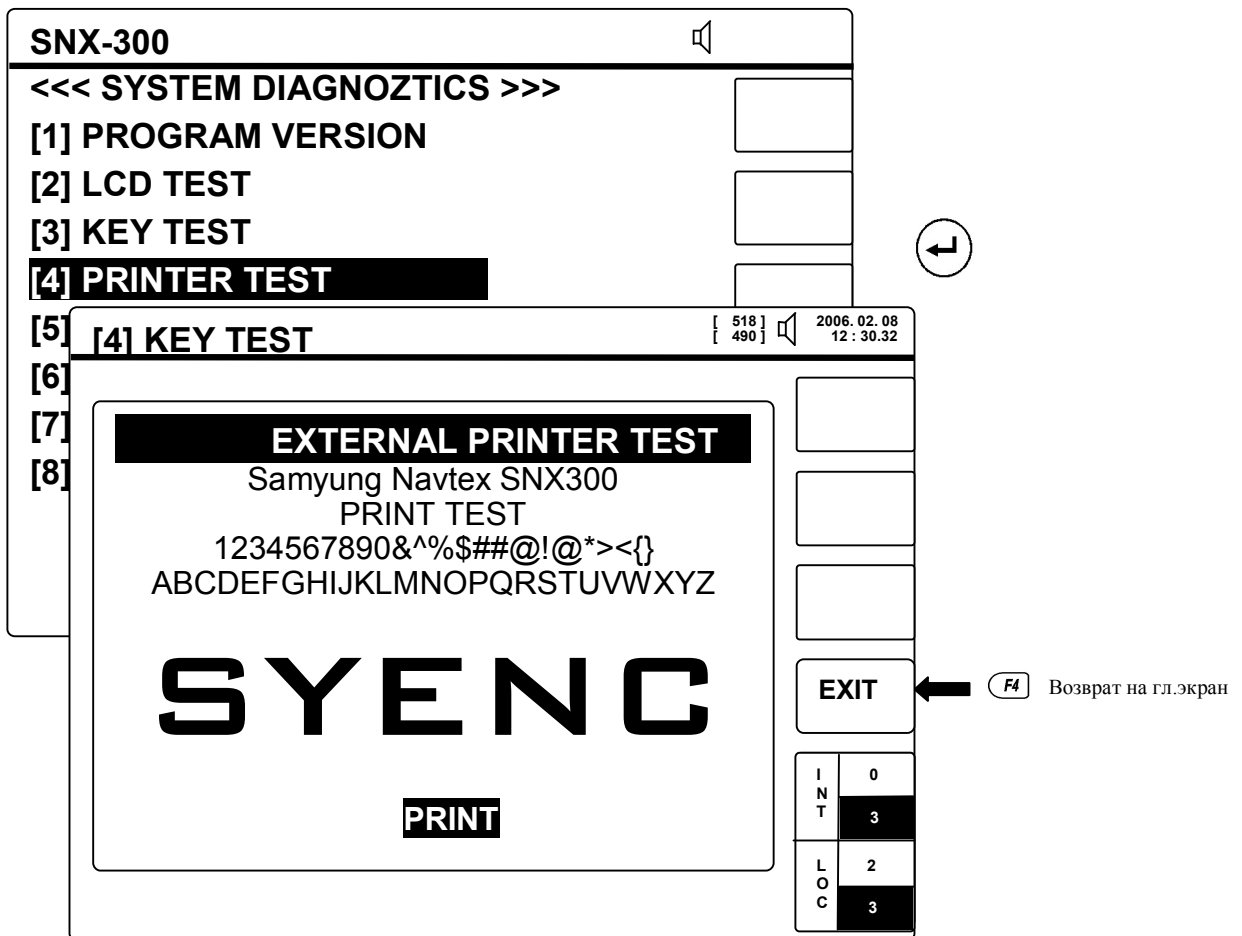 SNX-300
<<< SYSTEM DIAGNOZTICS >>>
[1] PROGRAM VERSION
[2] LCD TEST
[3] KEY TEST
[4] PRINTER TEST
[5]
[6]
[7]
[8]
[4] KEY TEST
[ 518 ]
[ 490 ]
2006. 02. 08
12 : 30.32
EXTERNAL PRINTER TEST
Samyung Navtex SNX300
PRINT TEST
1234567890&^%$##@!@*><{}
ABCDEFGHIJKLMNOPQRSTUVWXYZ
SYENC
PRINT
EXIT
F4 Возврат на гл.экран
INT
0
3
LOC
2
3